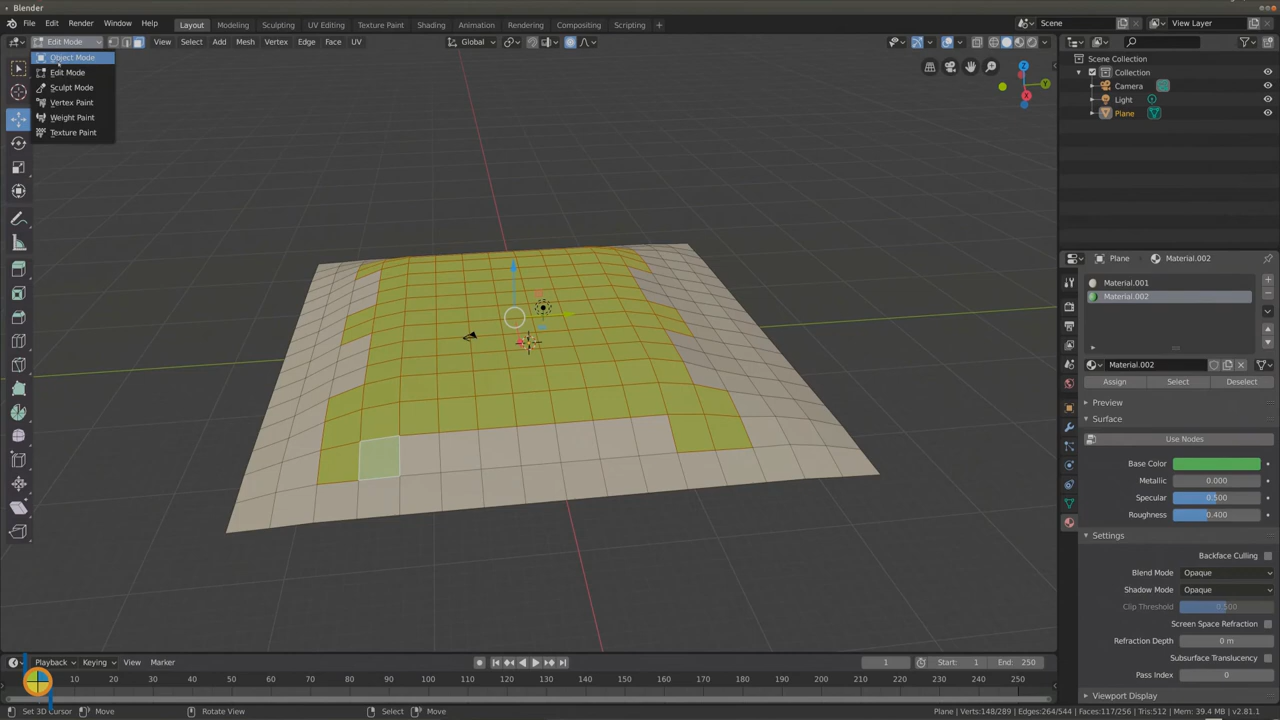 Blender
File Edit Render Window Help Layout Modeling Sculpting UV Editing Texture Paint Shading Animation Rendering Compositing Scripting + Scene View Layer
Edit Mode View Select Add Mesh Vertex Edge Face UV Global
Object Mode
Edit Mode
Sculpt Mode
Vertex Paint
Weight Paint
Texture Paint
Z
Y
X
Scene Collection
Collection
Camera
Light
Plane
Plane Material.002
Material.001
Material.002
Material.002
Assign Select Deselect
Preview
Surface
Use Nodes
Base Color
Metallic 0.000
Specular 0.500
Roughness 0.400
Settings
Backface Culling
Blend Mode Opaque
Shadow Mode Opaque
Clip Threshold 0.500
Screen Space Refraction
Refraction Depth 0 m
Subsurface Translucency
Pass Index 0
Viewport Display
Playback Keying View Marker 1 Start: 1 End: 250
10 20 30 40 50 60 70 80 90 100 110 120 130 140 150 160 170 180 190 200 210 220 230 240 250
Set 3D Cursor Move Rotate View Select Move Plane | Verts:148/289 | Edges:264/544 | Faces:117/256 | Tris:512 | Mem: 39.4 MB | v2.81.1